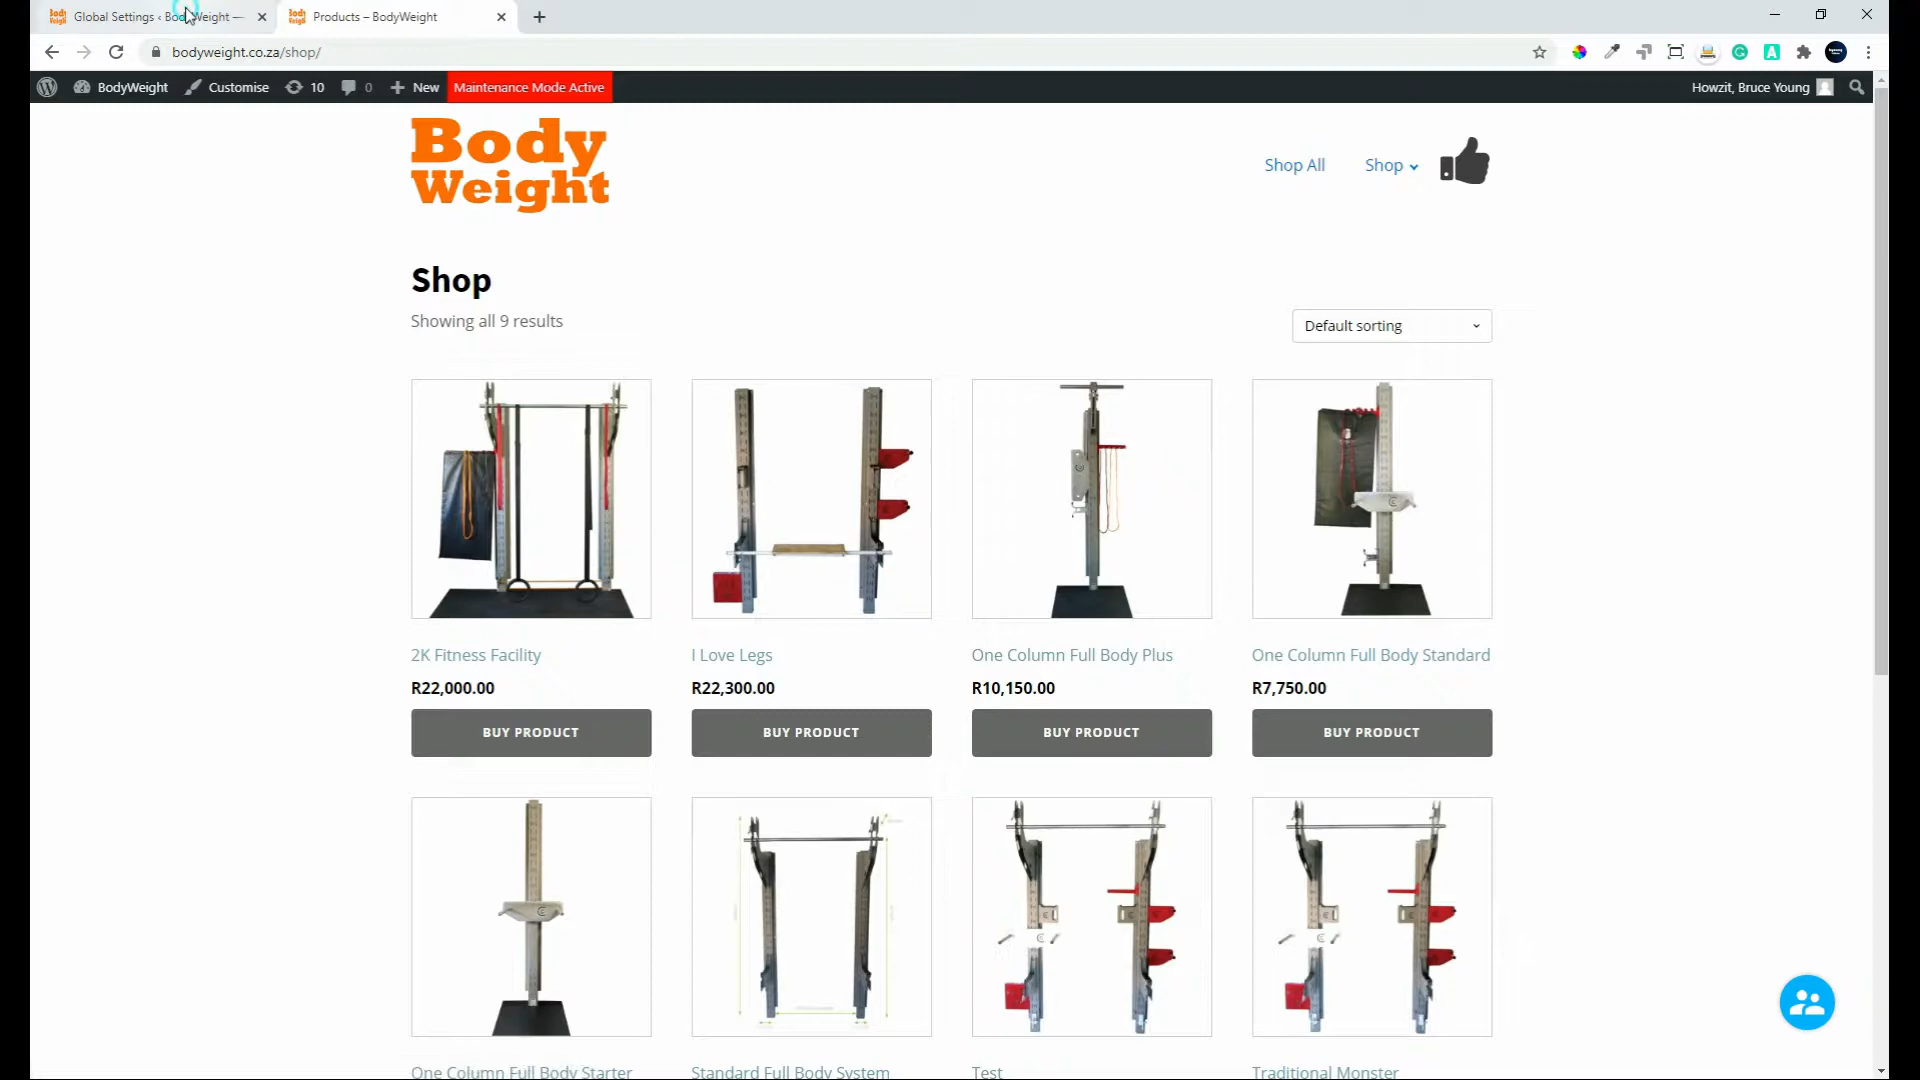 Global Settings ‹ BodyWeight —
Products – BodyWeight
bodyweight.co.za/shop/
BodyWeight
Customise
10
0
New
Maintenance Mode Active
Howzit, Bruce Young
Body
Weight
Shop All
Shop
Shop
Showing all 9 results
Default sorting
2K Fitness Facility
I Love Legs
One Column Full Body Plus
One Column Full Body Standard
R22,000.00
R22,300.00
R10,150.00
R7,750.00
BUY PRODUCT
BUY PRODUCT
BUY PRODUCT
BUY PRODUCT
One Column Full Body Starter
Standard Full Body System
Test
Traditional Monster